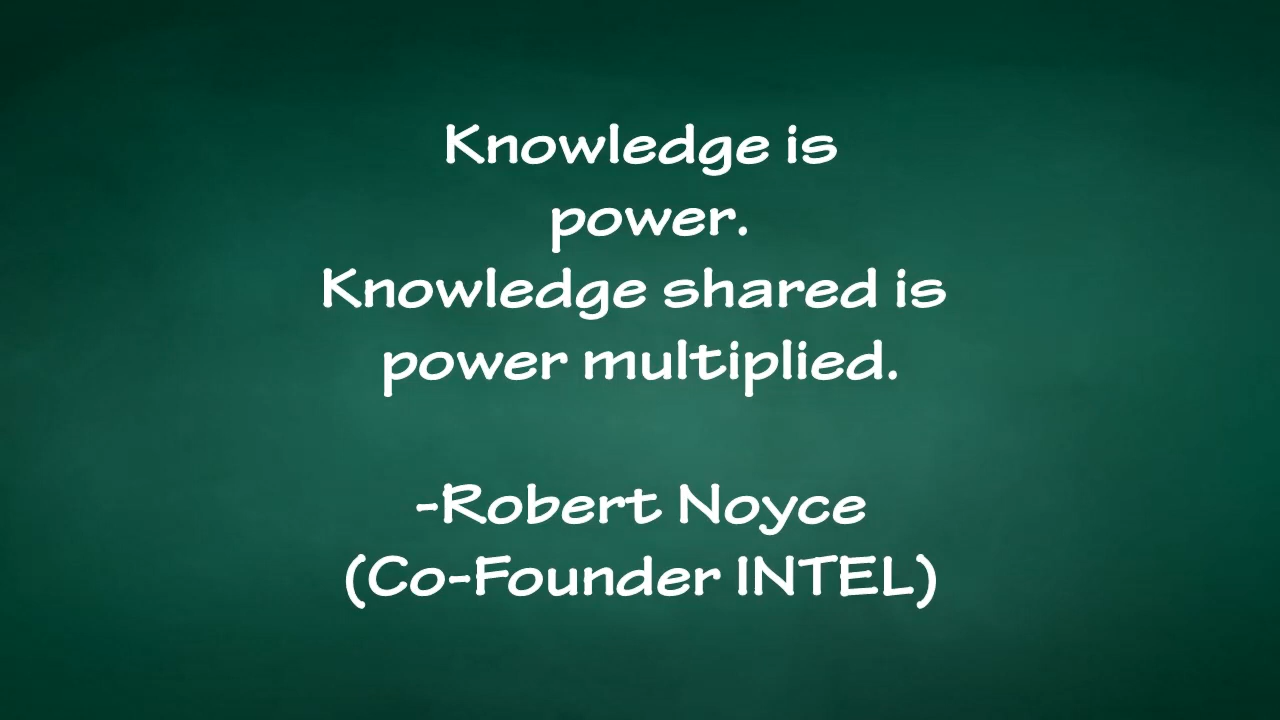 Knowledge is
power.
Knowledge shared is
power multiplied.
-Robert Noyce
(Co-Founder INTEL)